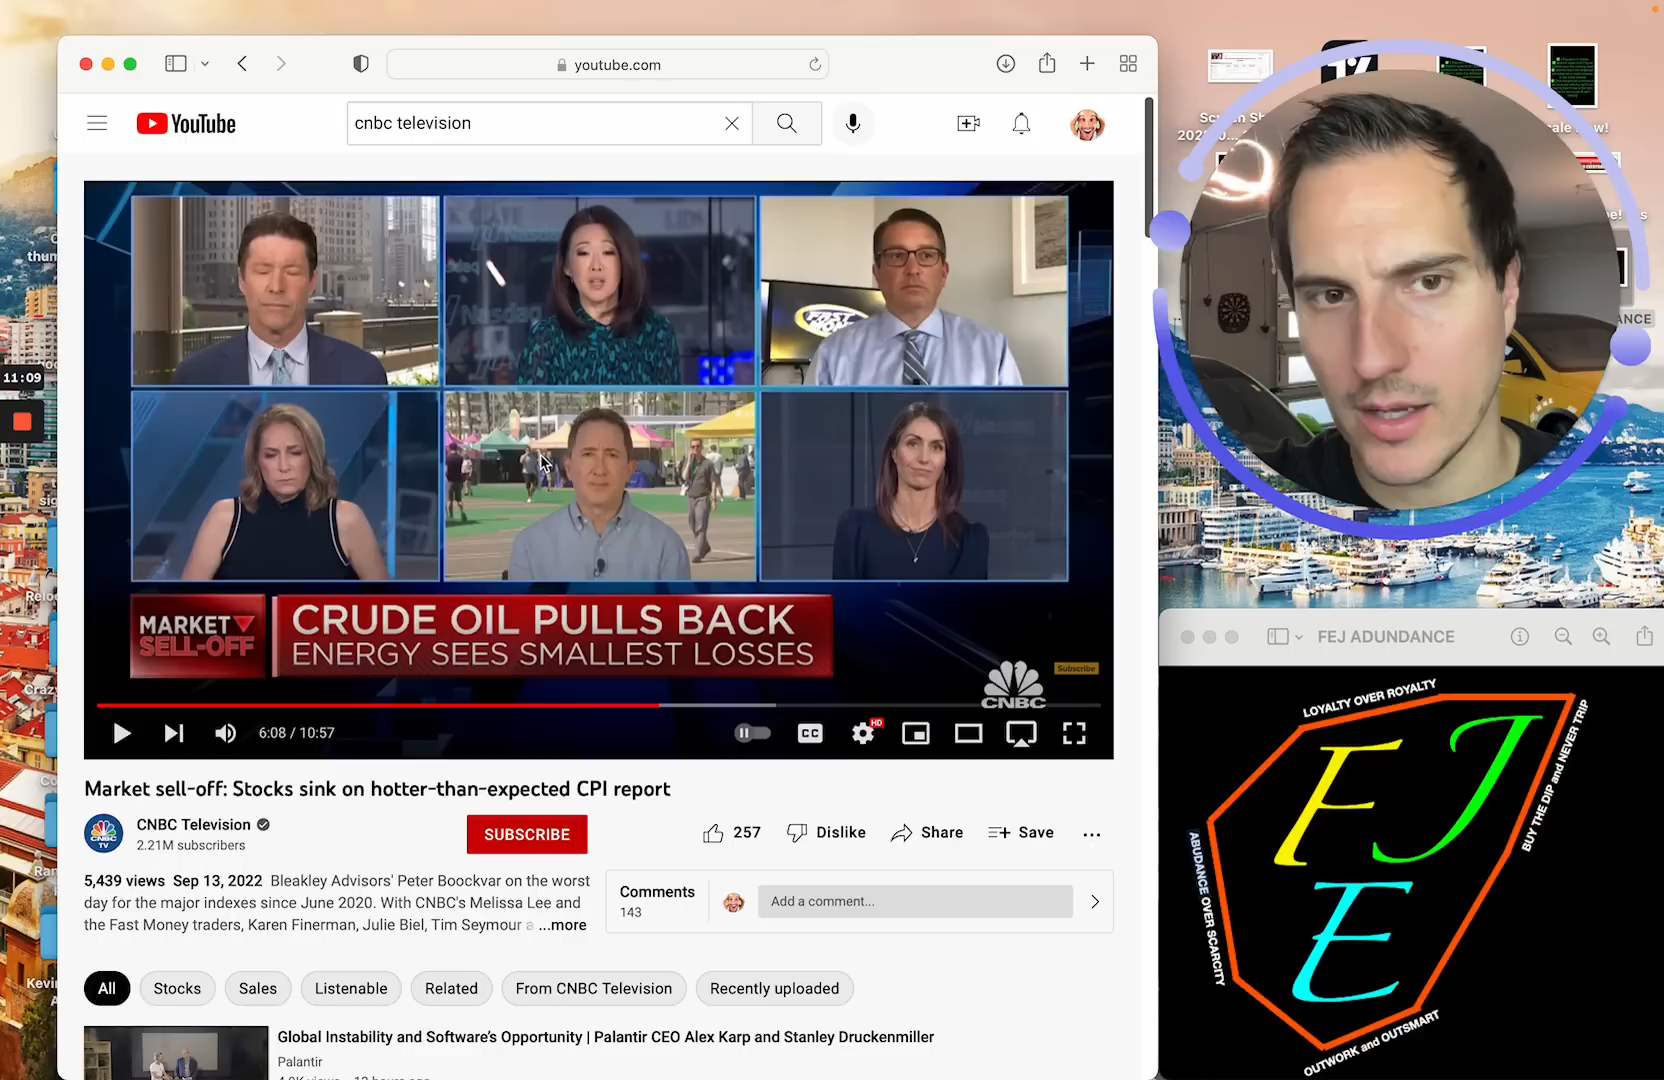 youtube.com
YouTube
cnbc television
11:09
MARKET
SELL-OFF
CRUDE OIL PULLS BACK
ENERGY SEES SMALLEST LOSSES
CNBC
Subscribe
6:08 / 10:57
CC
HD
Market sell-off: Stocks sink on hotter-than-expected CPI report
CNBC Television
2.21M subscribers
SUBSCRIBE
257
Dislike
Share
Save
5,439 views Sep 13, 2022 Bleakley Advisors' Peter Boockvar on the worst
day for the major indexes since June 2020. With CNBC's Melissa Lee and
the Fast Money traders, Karen Finerman, Julie Biel, Tim Seymour a ...more
Comments
143
Add a comment...
All
Stocks
Sales
Listenable
Related
From CNBC Television
Recently uploaded
Global Instability and Software's Opportunity | Palantir CEO Alex Karp and Stanley Druckenmiller
Palantir
FEJ ADUNDANCE
LOYALTY OVER ROYALTY
BUY THE DIP and NEVER TRIP
ABUDANCE OVER SCARCITY
OUTWORK and OUTSMART
F J
E